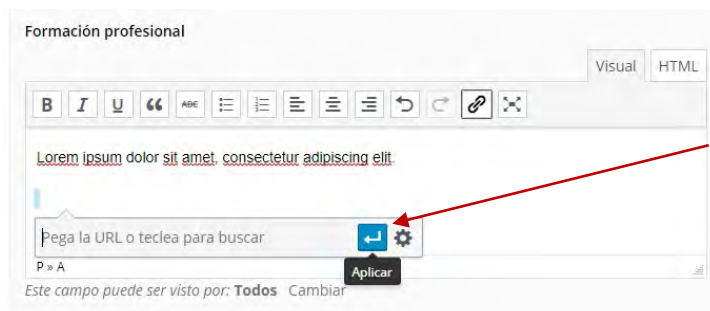 Formación profesional
Visual HTML
B I U ABC
Lorem ipsum dolor sit amet, consectetur adipiscing elit.
Pega la URL o teclea para buscar
Aplicar
P » A
Este campo puede ser visto por: Todos Cambiar